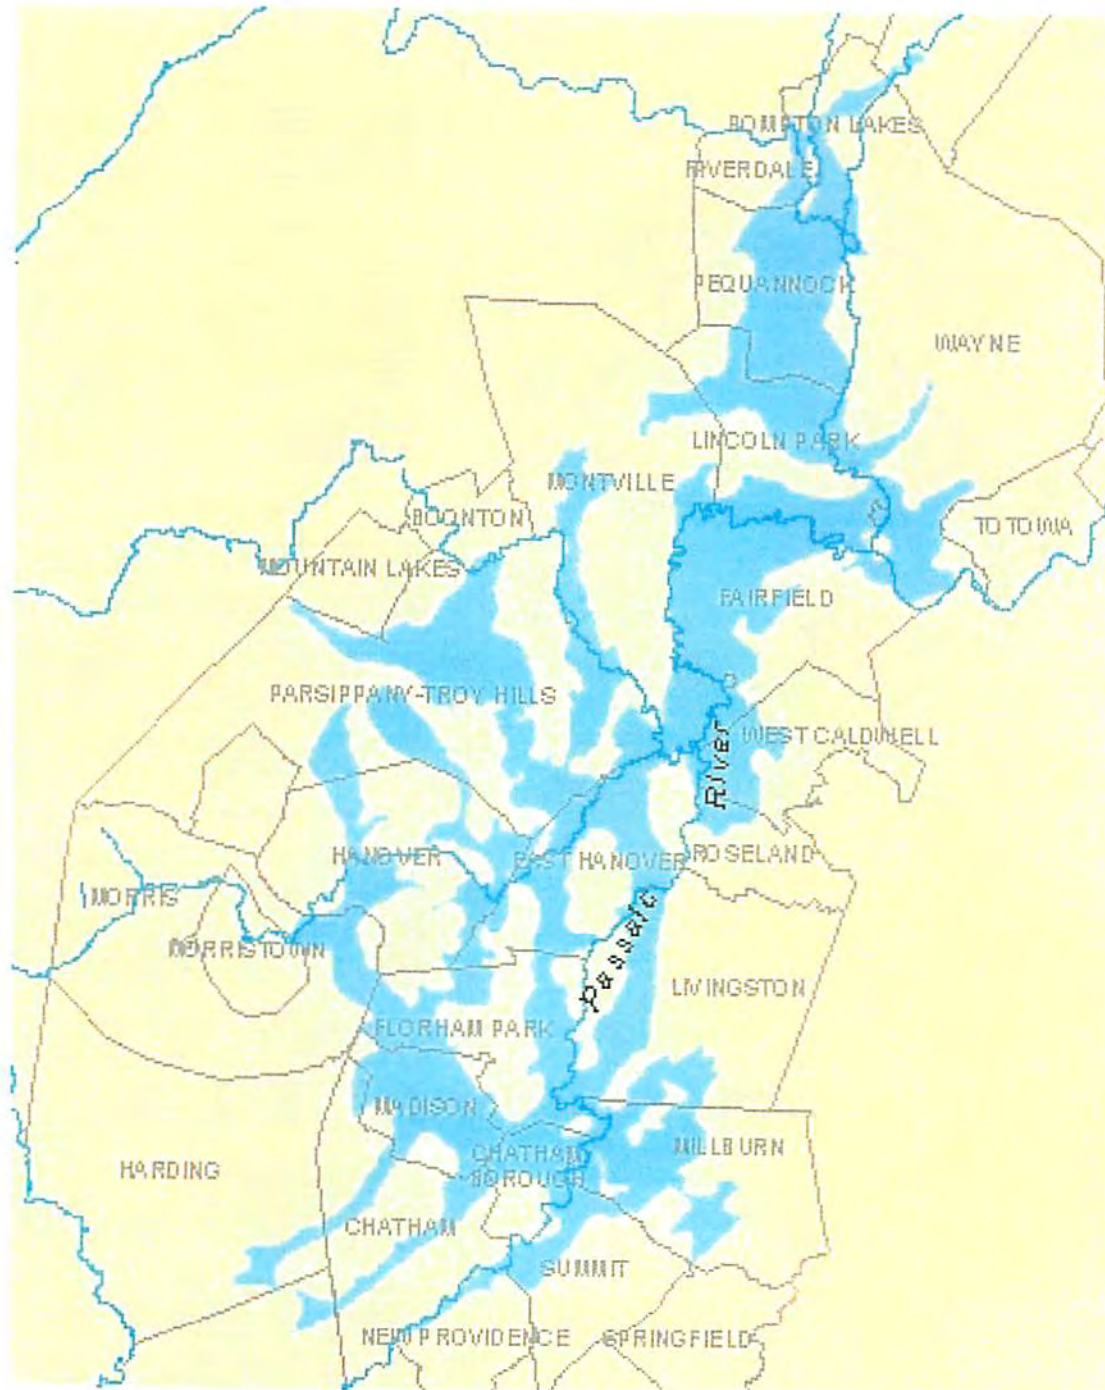 POMPTON LAKES
RIVERDALE
PEQUANNOCK
WAYNE
LINCOLN PARK
MONTVILLE
BOONTON
TOTOWA
MOUNTAIN LAKES
FAIRFIELD
PARSIPPANY-TROY HILLS
WEST CALDWELL
River
HANOVER
EAST HANOVER
ROSELAND
MORRIS
Passaic
MORRISTOWN
LIVINGSTON
FLORHAM PARK
MADISON
HARDING
CHATHAM
BOROUGH
MILLBURN
CHATHAM
SUMMIT
NEW PROVIDENCE
SPRINGFIELD